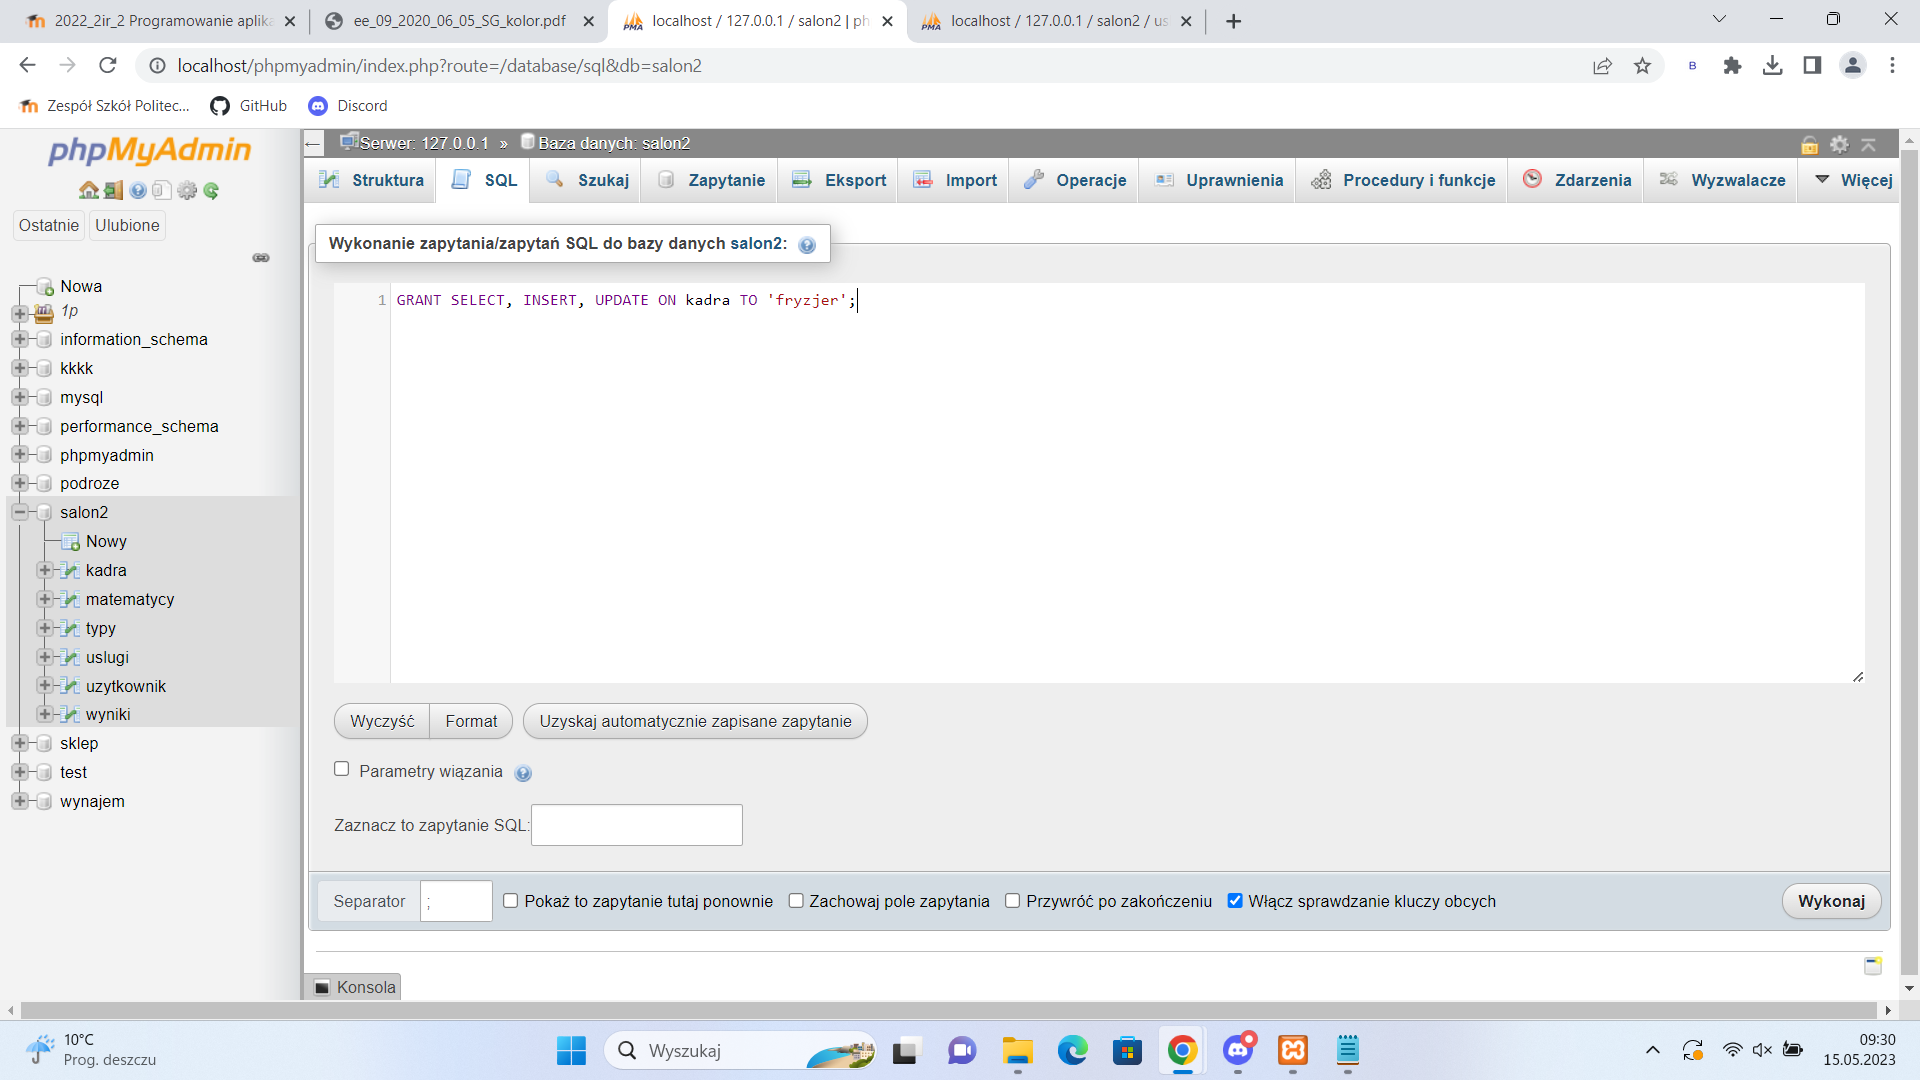 2022_2ir_2 Programowanie aplika
ee_09_2020_06_05_SG_kolor.pdf
localhost / 127.0.0.1 / salon2 | ph
localhost / 127.0.0.1 / salon2 / us
localhost/phpmyadmin/index.php?route=/database/sql&db=salon2
B
Zespół Szkół Politec...
GitHub
Discord
phpMyAdmin
Ostatnie
Ulubione
Nowa
1p
information_schema
kkkk
mysql
performance_schema
phpmyadmin
podroze
salon2
Nowy
kadra
matematycy
typy
uslugi
uzytkownik
wyniki
sklep
test
wynajem
Serwer: 127.0.0.1 » Baza danych: salon2
Struktura
SQL
Szukaj
Zapytanie
Eksport
Import
Operacje
Uprawnienia
Procedury i funkcje
Zdarzenia
Wyzwalacze
Więcej
Wykonanie zapytania/zapytań SQL do bazy danych salon2:
1 GRANT SELECT, INSERT, UPDATE ON kadra TO 'fryzjer';
Wyczyść
Format
Uzyskaj automatycznie zapisane zapytanie
Parametry wiązania
Zaznacz to zapytanie SQL:
Separator ;
Pokaż to zapytanie tutaj ponownie
Zachowaj pole zapytania
Przywróć po zakończeniu
Włącz sprawdzanie kluczy obcych
Wykonaj
Konsola
10°C
Prog. deszczu
Wyszukaj
09:30
15.05.2023